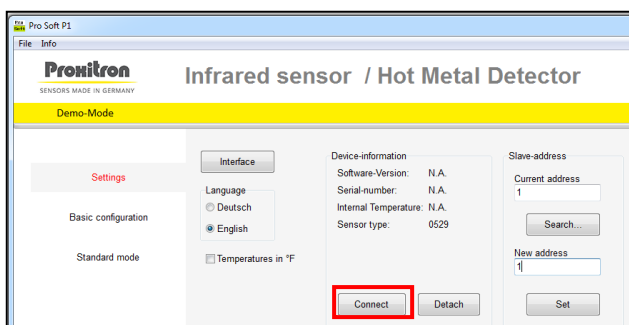 Pro Soft P1
File Info
Proxitron
SENSORS MADE IN GERMANY
Infrared sensor / Hot Metal Detector
Demo-Mode
Settings
Basic configuration
Standard mode
Interface
Language
Deutsch
English
Temperatures in °F
Device-information
Software-Version: N.A.
Serial-number: N.A.
Internal Temperature: N.A.
Sensor type: 0529
Connect Detach
Slave-address
Current address
1
Search...
New address
1
Set